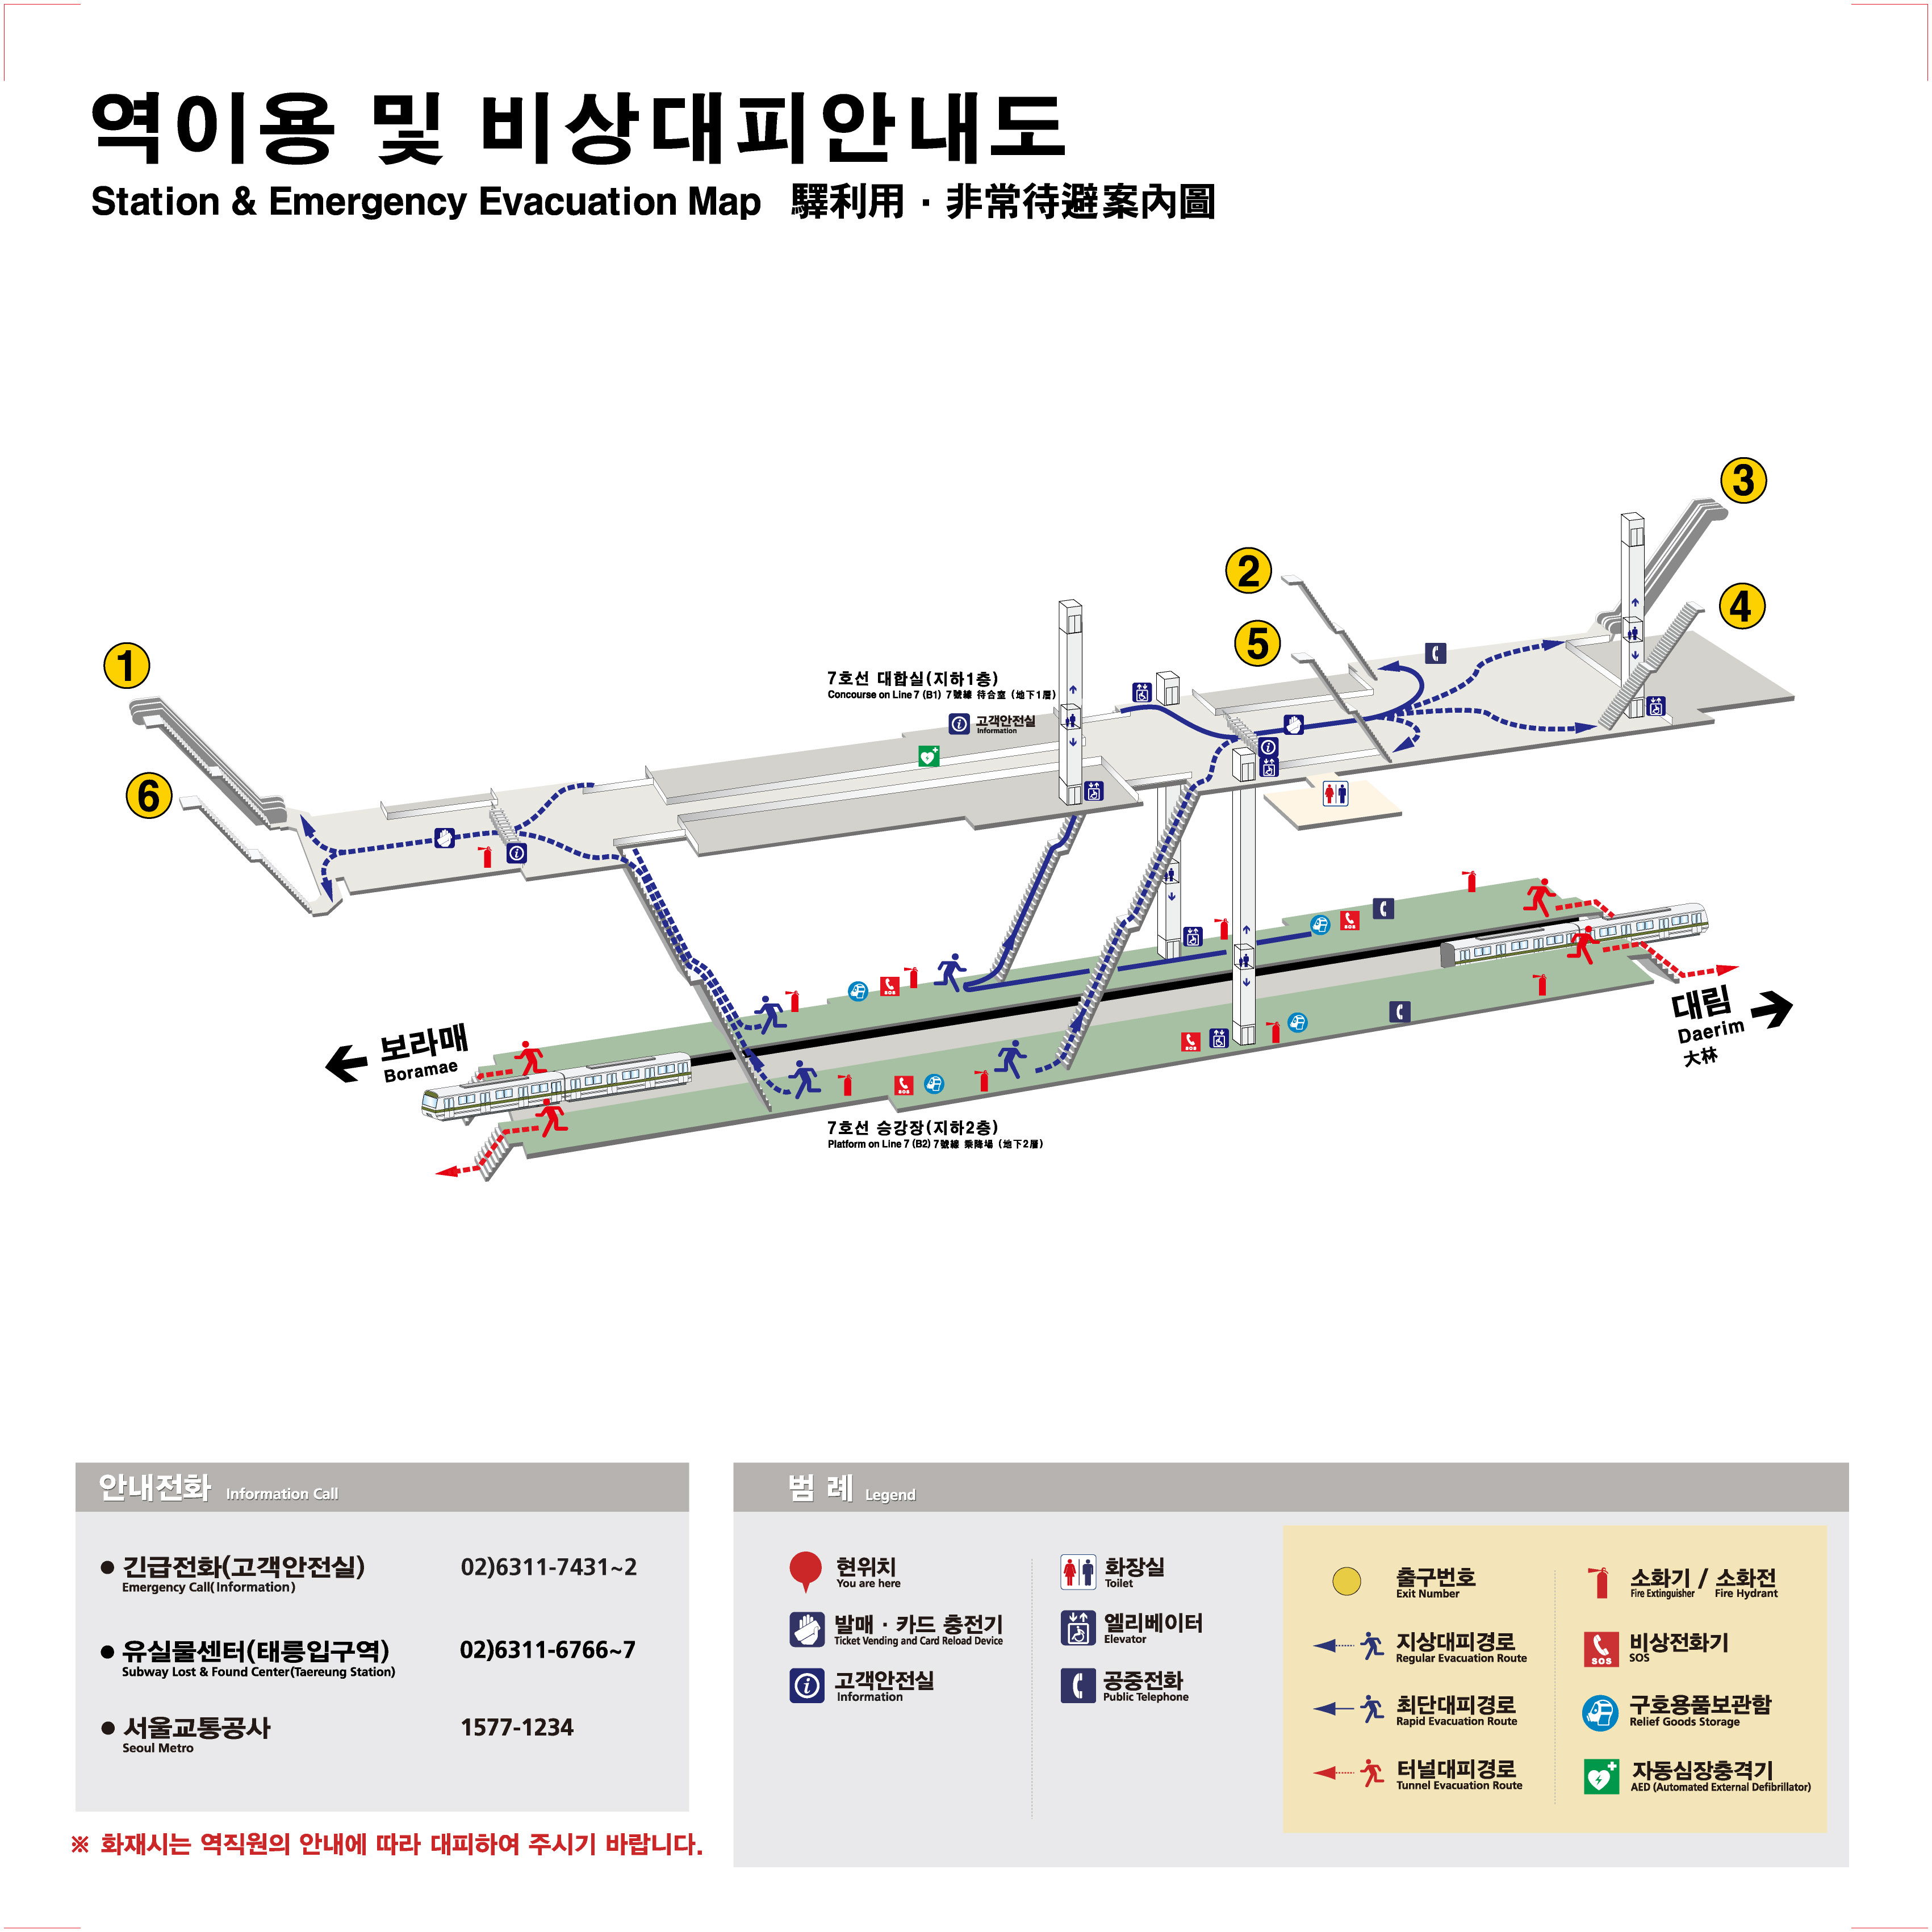 역이용 및 비상대피안내도
Station & Emergency Evacuation Map 驛利用 · 非常待避案內圖
3
2
4
5
1
7호선 대합실(지하1층)
Concourse on Line 7 (B1) 7號線 待合室 (地下1層)
고객안전실
Information
6
SOS
SOS
대림
Daerim
大林
보라매
Boramae
SOS
SOS
7호선 승강장(지하2층)
Platform on Line 7 (B2) 7號線 乘降場 (地下2層)
안내전화 Information Call
긴급전화(고객안전실) 02)6311-7431~2
Emergency Call(Information)
유실물센터(태릉입구역) 02)6311-6766~7
Subway Lost & Found Center(Taereung Station)
서울교통공사 1577-1234
Seoul Metro
※ 화재시는 역직원의 안내에 따라 대피하여 주시기 바랍니다.
범 례 Legend
현위치
You are here
발매 · 카드 충전기
Ticket Vending and Card Reload Device
고객안전실
Information
화장실
Toilet
엘리베이터
Elevator
공중전화
Public Telephone
출구번호
Exit Number
지상대피경로
Regular Evacuation Route
최단대피경로
Rapid Evacuation Route
터널대피경로
Tunnel Evacuation Route
소화기 / 소화전
Fire Extinguisher Fire Hydrant
SOS
비상전화기
SOS
구호용품보관함
Relief Goods Storage
자동심장충격기
AED (Automated External Defibrillator)